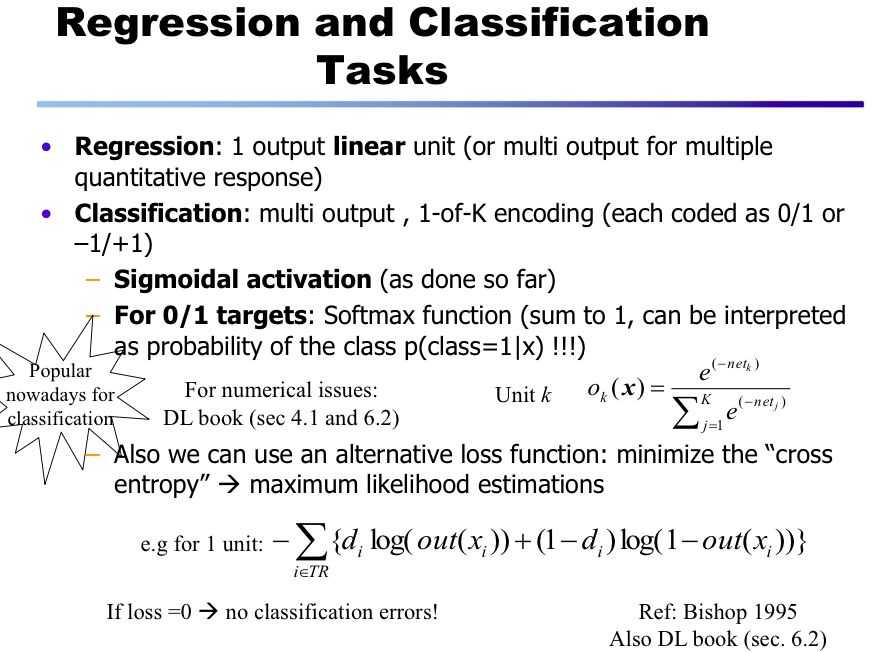 Regression and Classification
Tasks
• Regression: 1 output linear unit (or multi output for multiple
quantitative response)
• Classification: multi output , 1-of-K encoding (each coded as 0/1 or
–1/+1)
– Sigmoidal activation (as done so far)
– For 0/1 targets: Softmax function (sum to 1, can be interpreted
as probability of the class p(class=1|x) !!!)
Popular
nowadays for
classification
For numerical issues:
DL book (sec 4.1 and 6.2)
Unit k o_k(x) = e^(−net_k) / ∑_{j=1}^{K} e^(−net_j)
– Also we can use an alternative loss function: minimize the “cross
entropy” → maximum likelihood estimations
e.g for 1 unit: −∑_{i∈TR} {d_i log(out(x_i)) + (1 − d_i) log(1 − out(x_i))}
If loss =0 → no classification errors!
Ref: Bishop 1995
Also DL book (sec. 6.2)